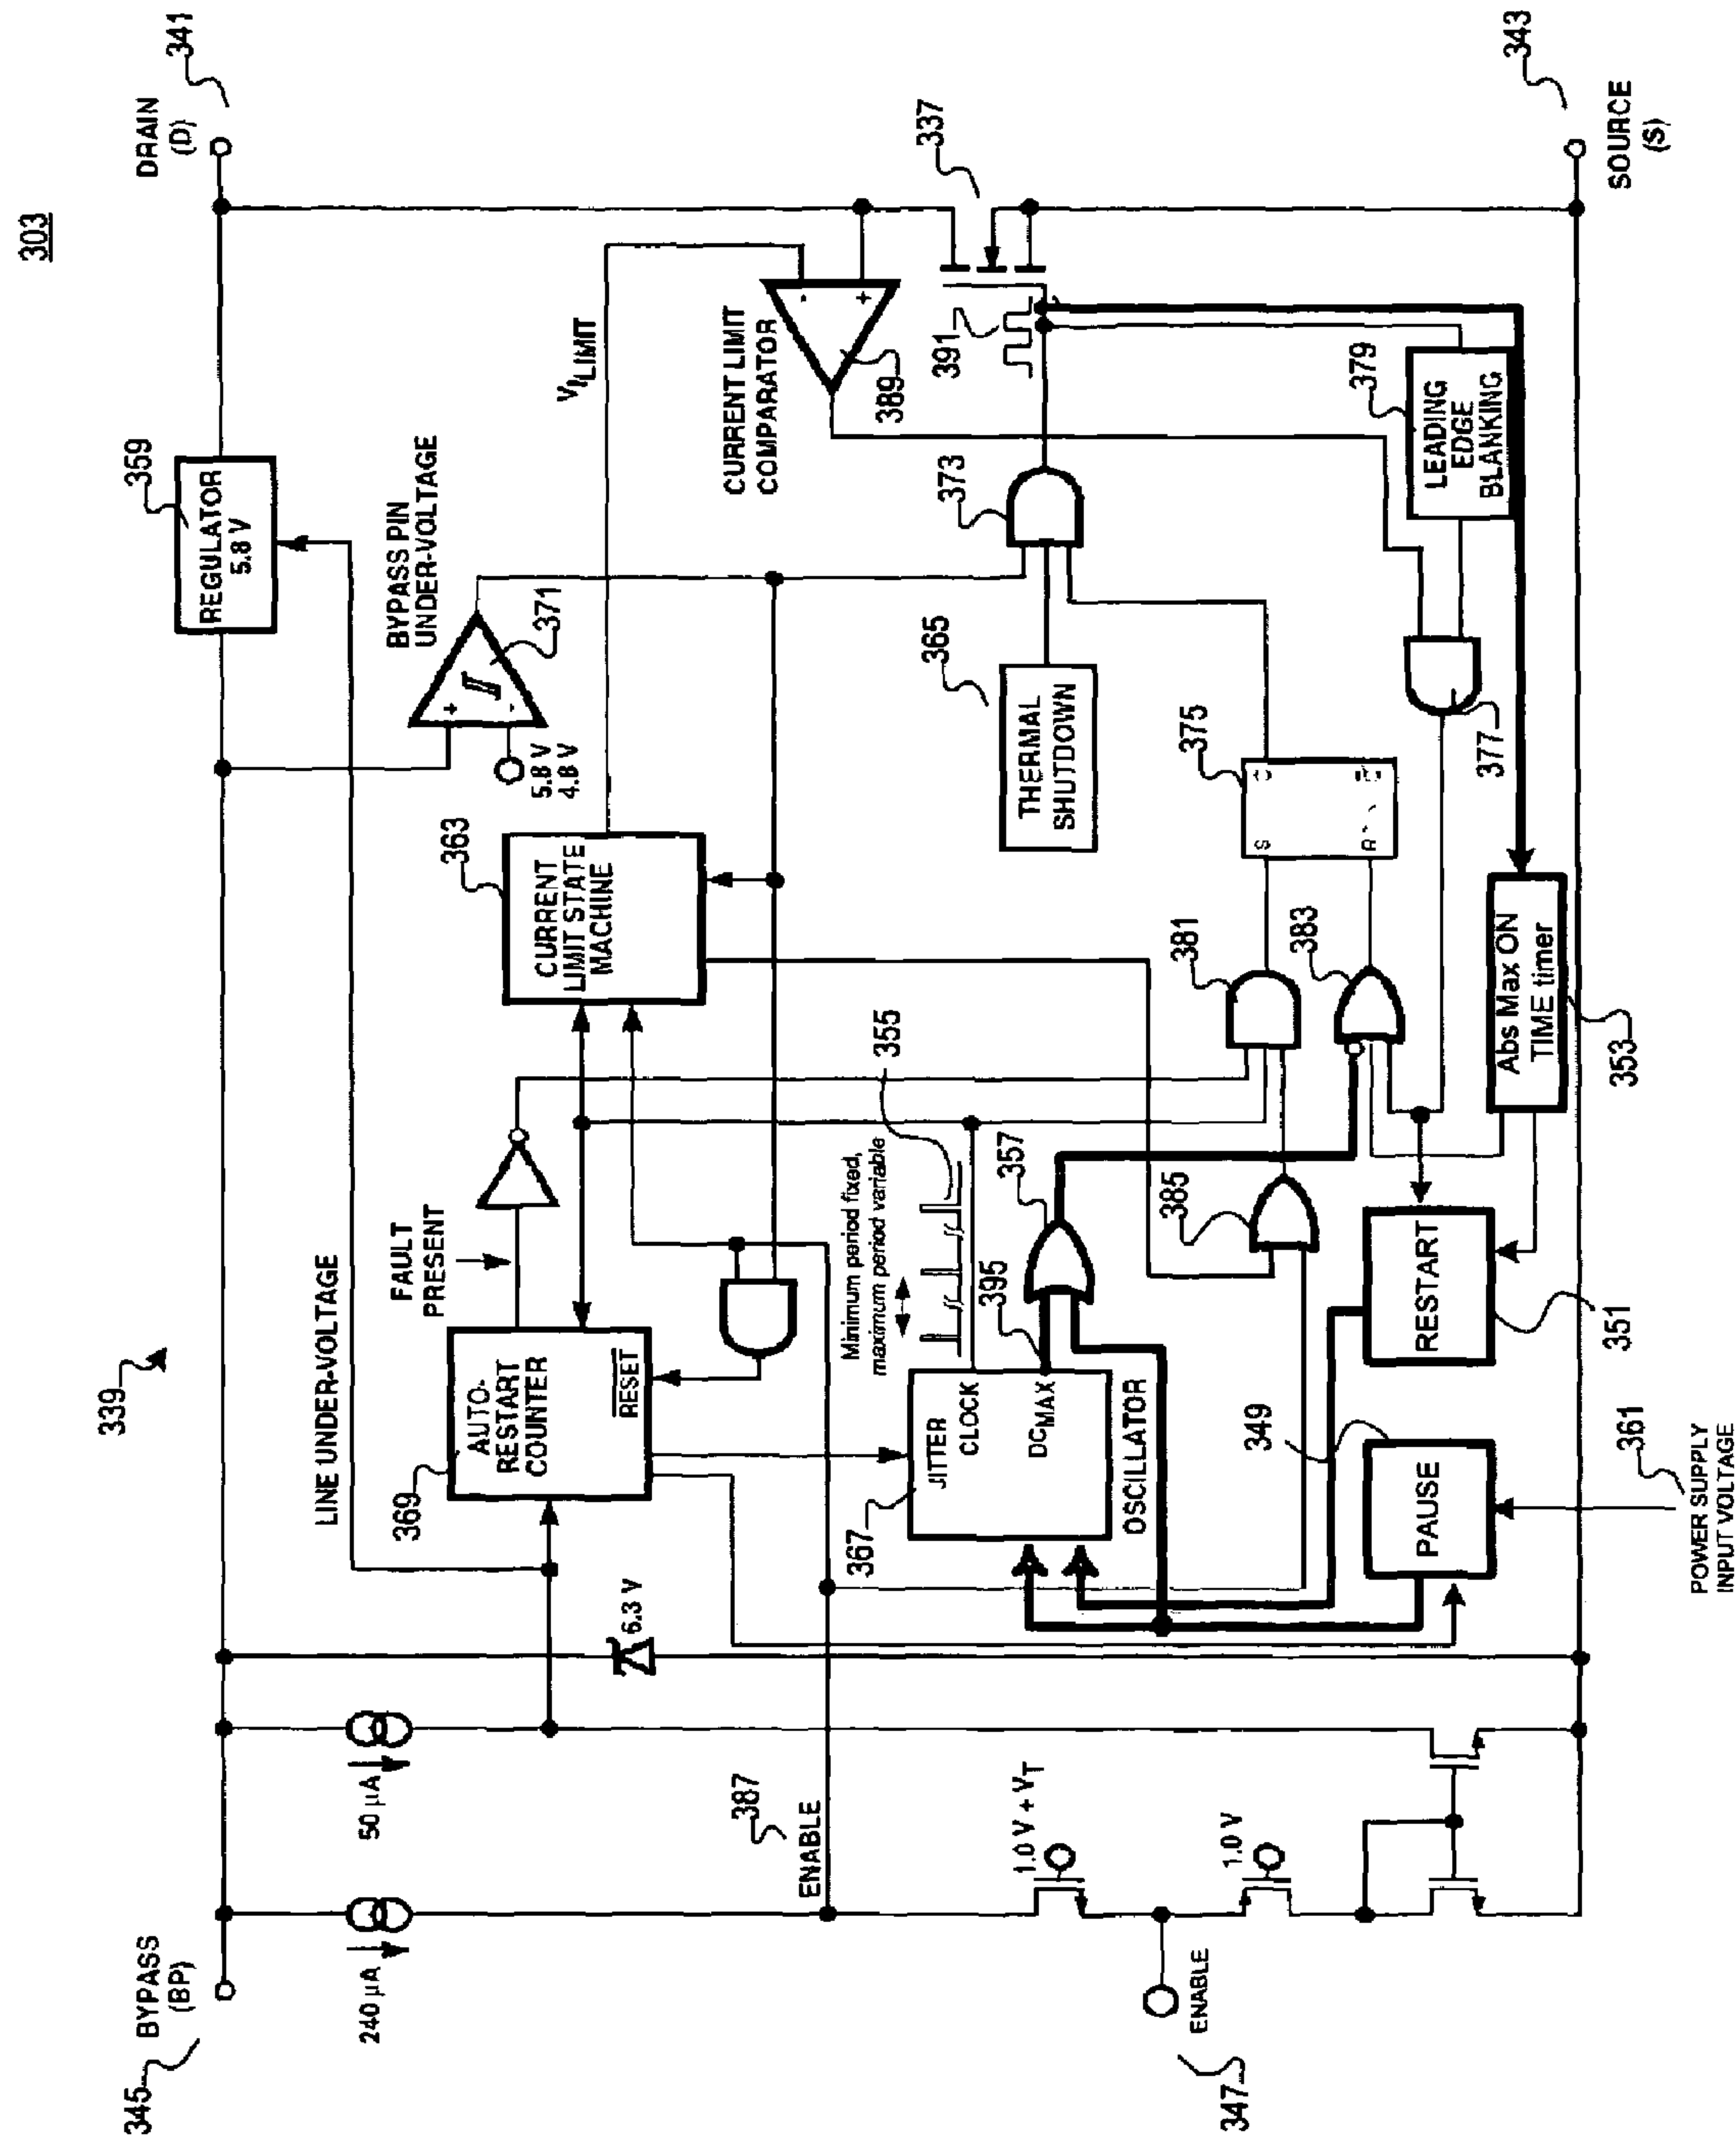 303
339
345
BYPASS
(BP)
240 µA
50 µA
LINE UNDER-VOLTAGE
6.3 V
387
ENABLE
1.0 V + VT
1.0 V
ENABLE
347
359
REGULATOR
5.8 V
DRAIN
(D)
341
BYPASS PIN
UNDER-VOLTAGE
371
+
-
5.8 V
4.8 V
363
CURRENT
LIMIT STATE
MACHINE
VILIMIT
CURRENT LIMIT
COMPARATOR
389
-
+
FAULT
PRESENT
369
AUTO-
RESTART
COUNTER
RESET
Minimum period fixed,
maximum period variable
355
367
JITTER
CLOCK
DCMAX
OSCILLATOR
395
357
385
381
383
365
THERMAL
SHUTDOWN
373
391
337
375
S
Q
R
Q
377
379
LEADING
EDGE
BLANKING
Abs Max ON
TIME timer
353
RESTART
351
349
PAUSE
361
POWER SUPPLY
INPUT VOLTAGE
343
SOURCE
(S)